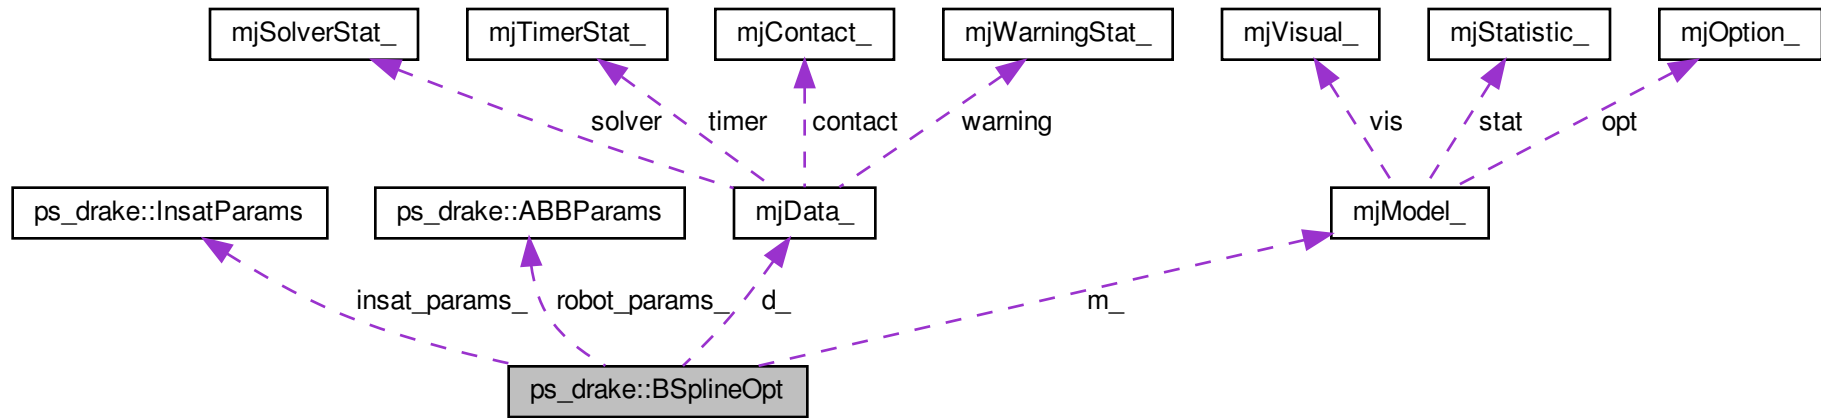 mjSolverStat_
mjTimerStat_
mjContact_
mjWarningStat_
mjVisual_
mjStatistic_
mjOption_
solver
timer
contact
warning
vis
stat
opt
ps_drake::InsatParams
ps_drake::ABBParams
mjData_
mjModel_
insat_params_
robot_params_
d_
m_
ps_drake::BSplineOpt